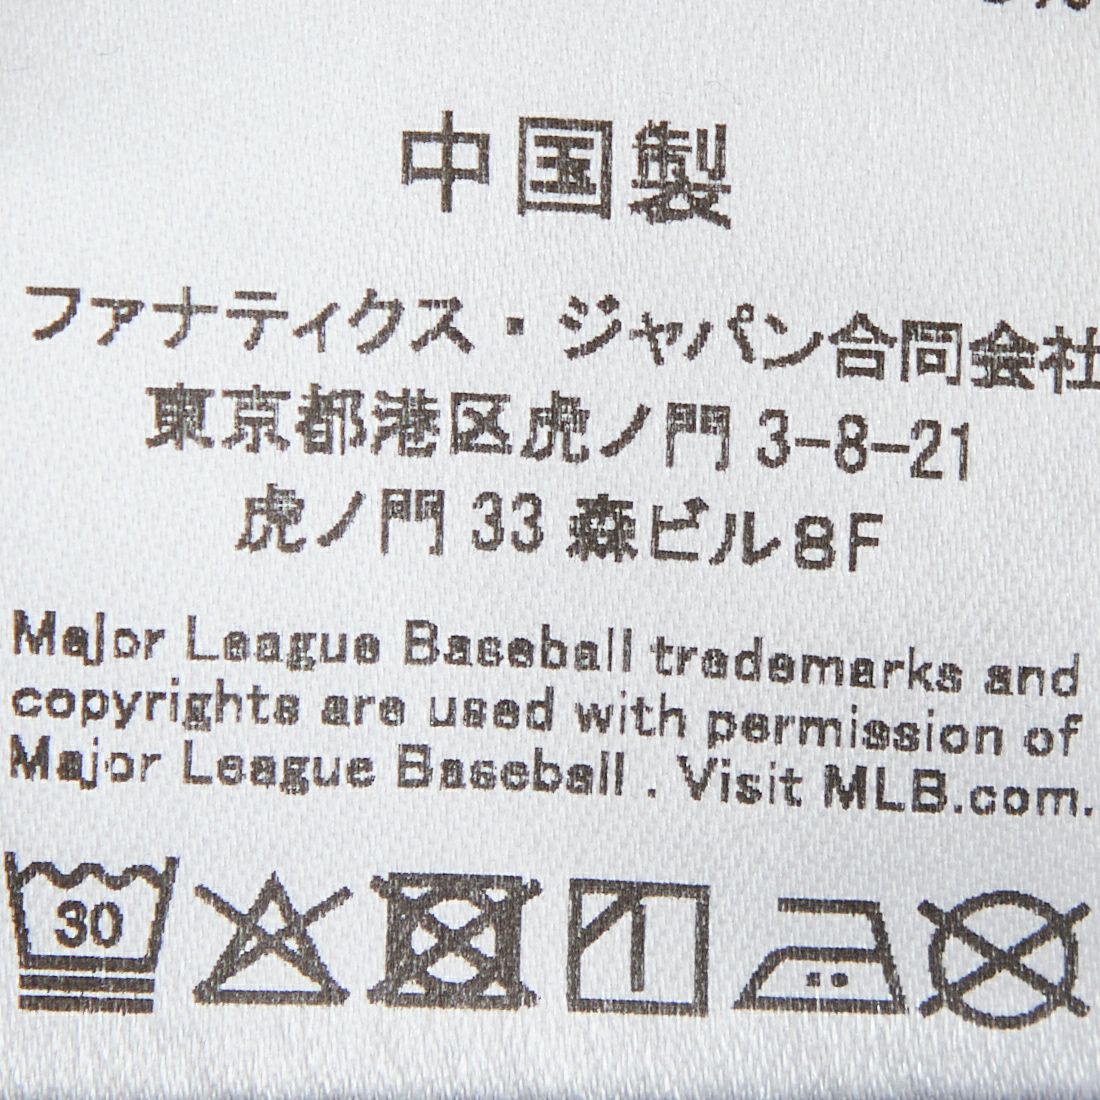 中国製
ファナティクス・ジャパン合同会社
東京都港区虎ノ門 3-8-21
虎ノ門 33 森ビル8F
Major League Baseball trademarks and
copyrights are used with permission of
Major League Baseball . Visit MLB.com.
30